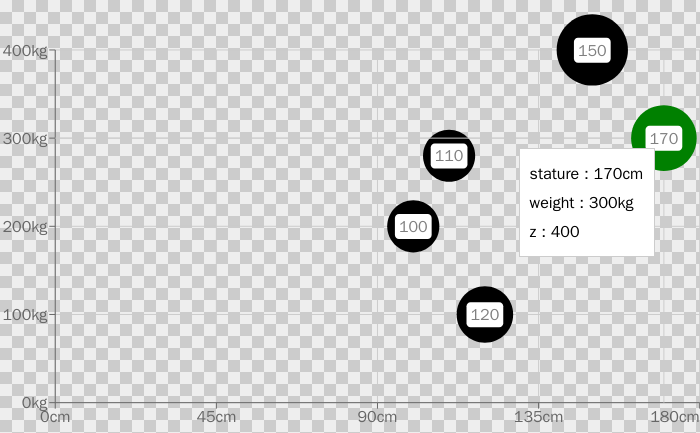 400kg
150
300kg
170
110
stature : 170cm
weight : 300kg
z : 400
200kg
100
100kg
120
0kg
0cm
45cm
90cm
135cm
180cm